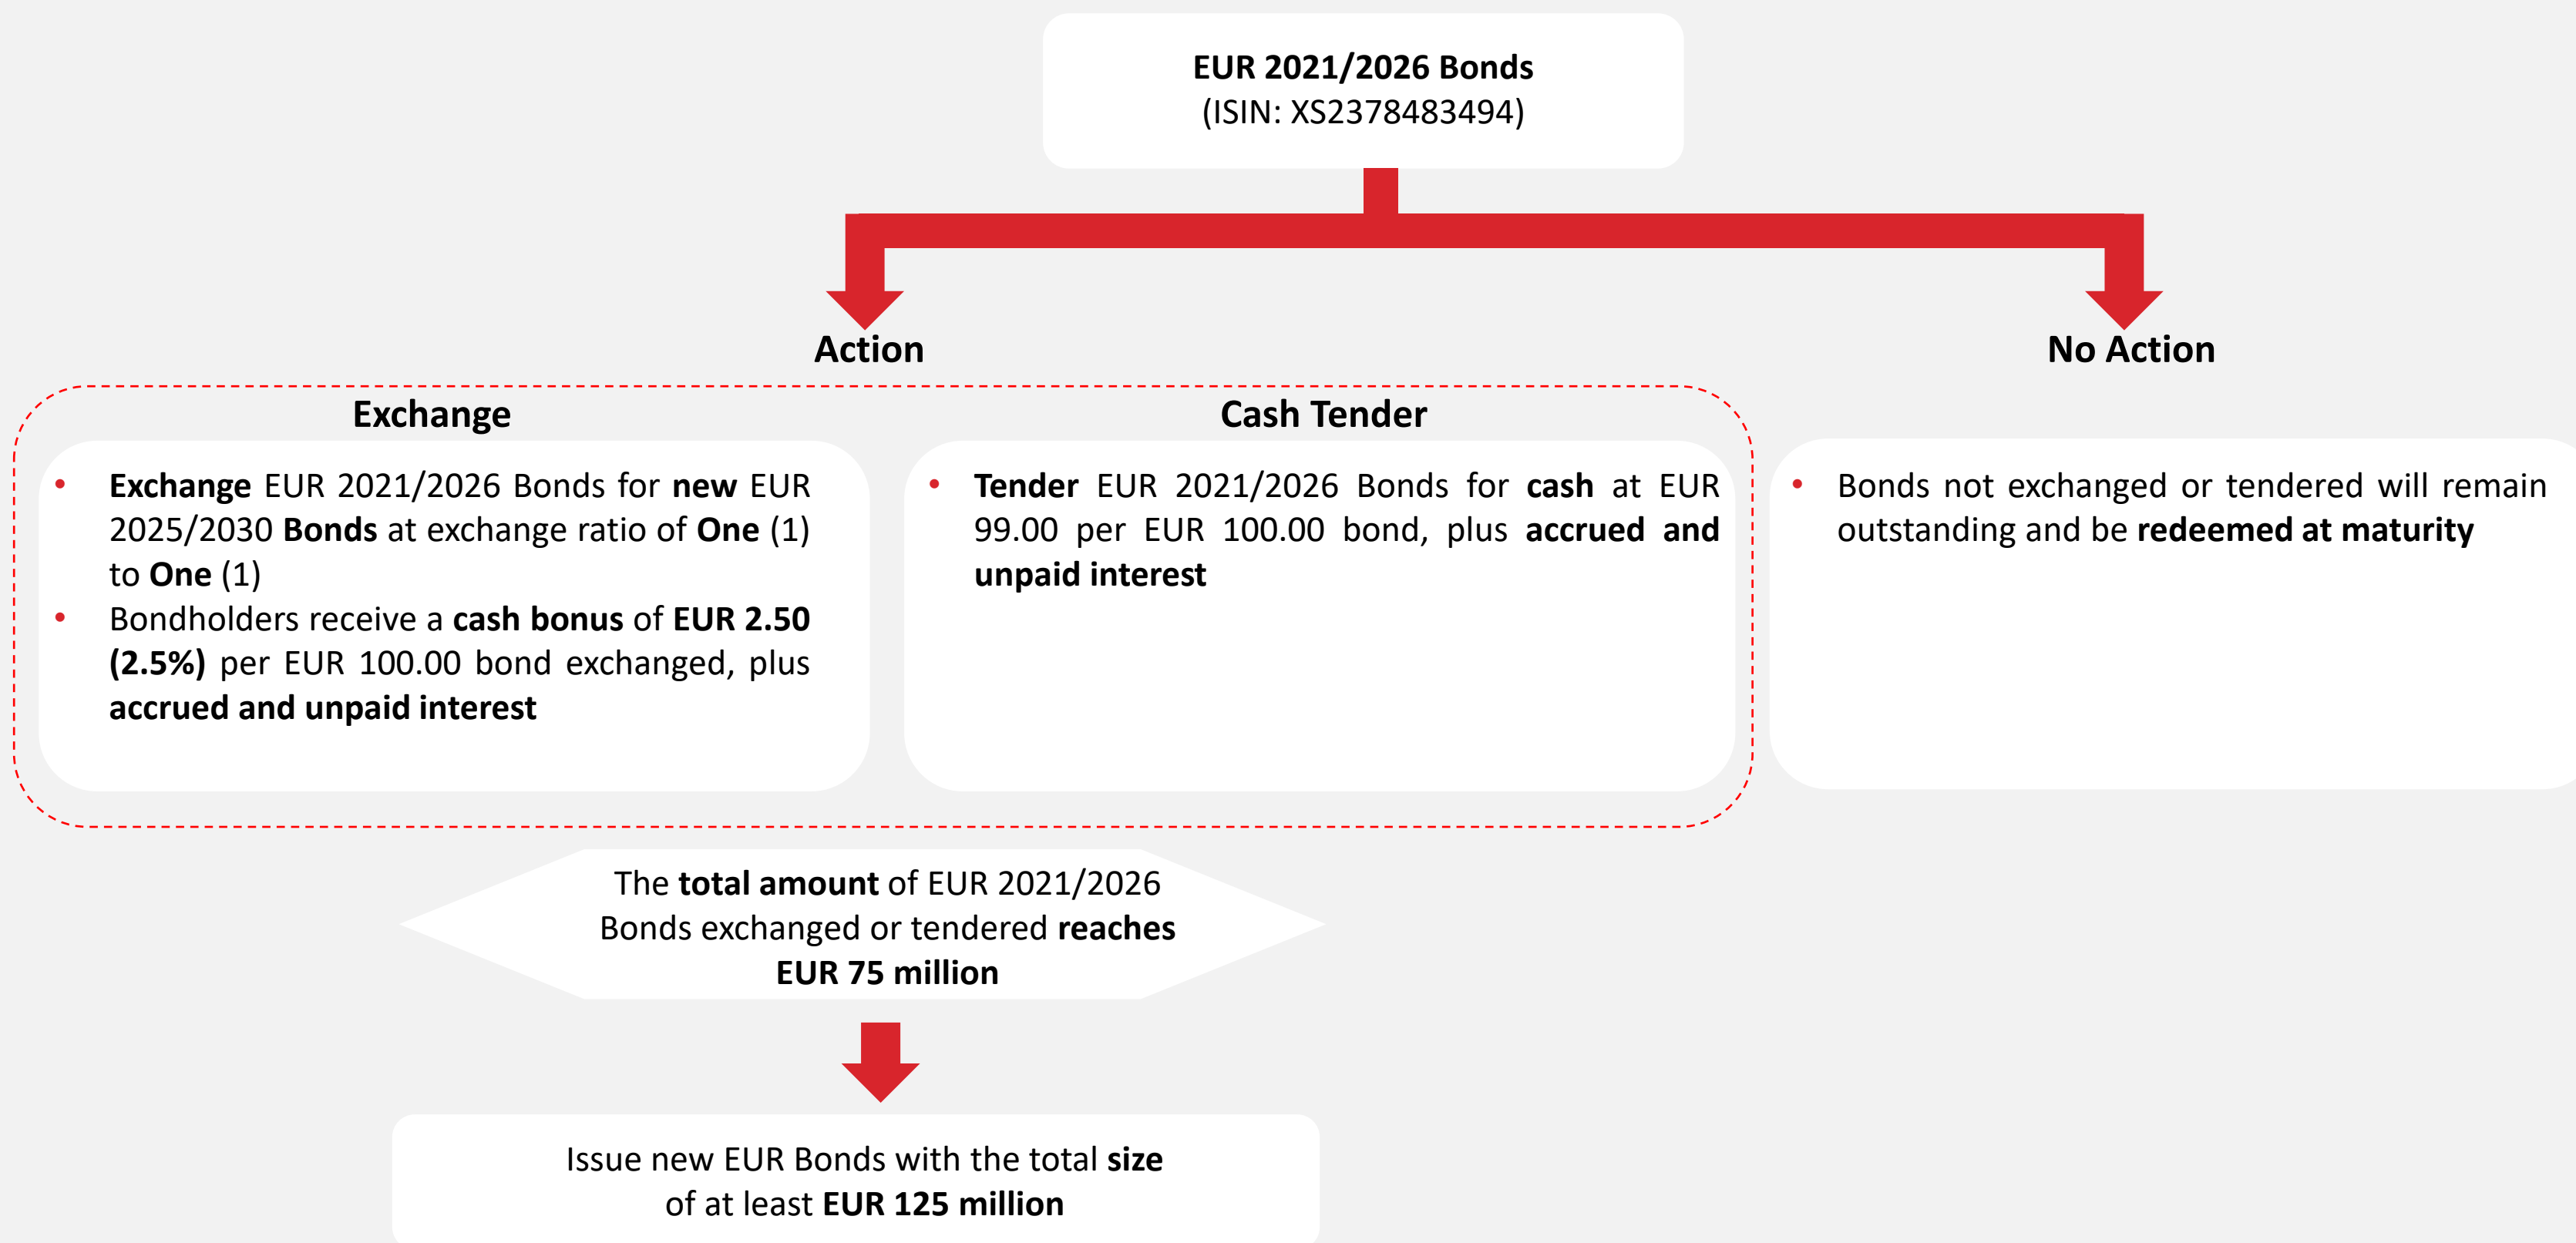 EUR 2021/2026 Bonds
(ISIN: XS2378483494)
Action
No Action
Exchange
• Exchange EUR 2021/2026 Bonds for new EUR
2025/2030 Bonds at exchange ratio of One (1)
to One (1)
• Bondholders receive a cash bonus of EUR 2.50
(2.5%) per EUR 100.00 bond exchanged, plus
accrued and unpaid interest
Cash Tender
• Tender EUR 2021/2026 Bonds for cash at EUR
99.00 per EUR 100.00 bond, plus accrued and
unpaid interest
• Bonds not exchanged or tendered will remain
outstanding and be redeemed at maturity
The total amount of EUR 2021/2026
Bonds exchanged or tendered reaches
EUR 75 million
Issue new EUR Bonds with the total size
of at least EUR 125 million